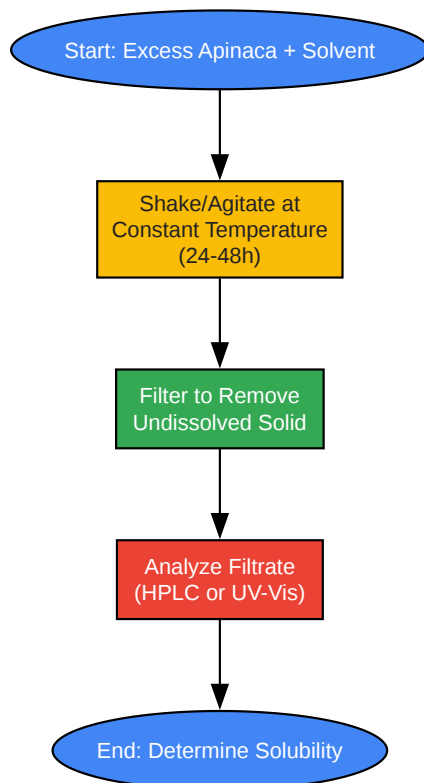 Start: Excess Apinaca + Solvent
Shake/Agitate at
Constant Temperature
(24-48h)
Filter to Remove
Undissolved Solid
Analyze Filtrate
(HPLC or UV-Vis)
End: Determine Solubility